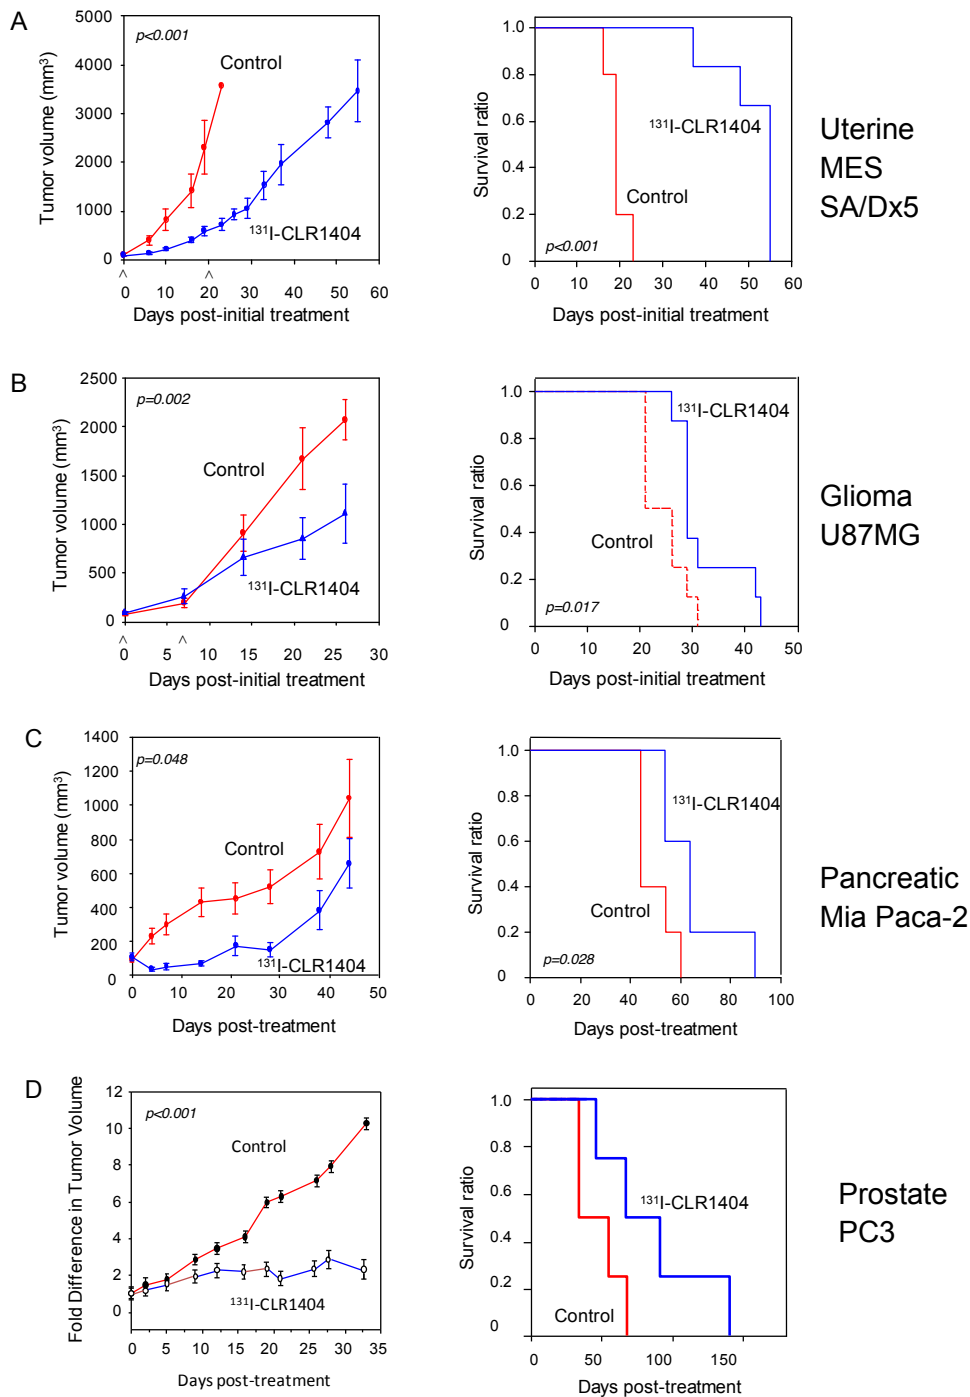 A
p<0.001
Control
Tumor volume (mm³)
5000
4000
3000
2000
1000
0
¹³¹I-CLR1404
0 10 20 30 40 50 60
^ ^
Days post-initial treatment
Survival ratio
1.0
0.8
0.6
0.4
0.2
0
¹³¹I-CLR1404
Control
p<0.001
0 10 20 30 40 50 60
Days post-initial treatment
Uterine
MES
SA/Dx5
B
p=0.002
Control
Tumor volume (mm³)
2500
2000
1500
1000
500
0
¹³¹I-CLR1404
^ ^
0 5 10 15 20 25 30
Days post-initial treatment
Survival ratio
1.0
0.8
0.6
0.4
0.2
0
¹³¹I-CLR1404
Control
p=0.017
0 10 20 30 40 50
Days post-initial treatment
Glioma
U87MG
C
p=0.048
Control
Tumor volume (mm³)
1400
1200
1000
800
600
400
200
0
¹³¹I-CLR1404
0 10 20 30 40 50
Days post-treatment
Survival ratio
1.0
0.8
0.6
0.4
0.2
0
¹³¹I-CLR1404
Control
p=0.028
0 20 40 60 80 100
Days post-treatment
Pancreatic
Mia Paca-2
D
p<0.001
Control
Fold Difference in Tumor Volume
12
10
8
6
4
2
0
¹³¹I-CLR1404
0 5 10 15 20 25 30 35
Days post-treatment
Survival ratio
1.0
0.8
0.6
0.4
0.2
0
¹³¹I-CLR1404
Control
0 50 100 150
Days post-treatment
Prostate
PC3